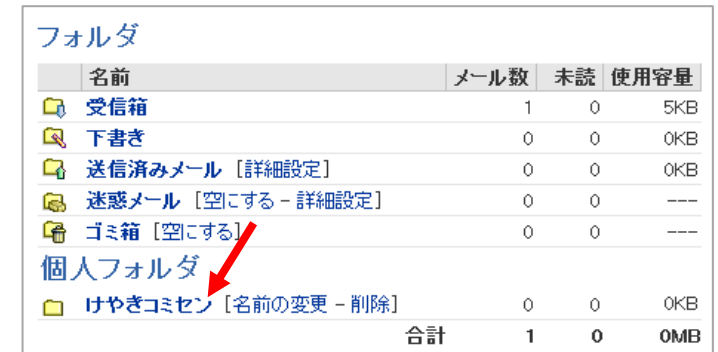 フォルダ
名前 メール数 未読 使用容量
受信箱 1 0 5KB
下書き 0 0 0KB
送信済みメール [詳細設定] 0 0 0KB
迷惑メール [空にする - 詳細設定] 0 0 ---
ゴミ箱 [空にする] 0 0 ---
個人フォルダ
けやきコミセン [名前の変更 - 削除] 0 0 0KB
合計 1 0 0MB